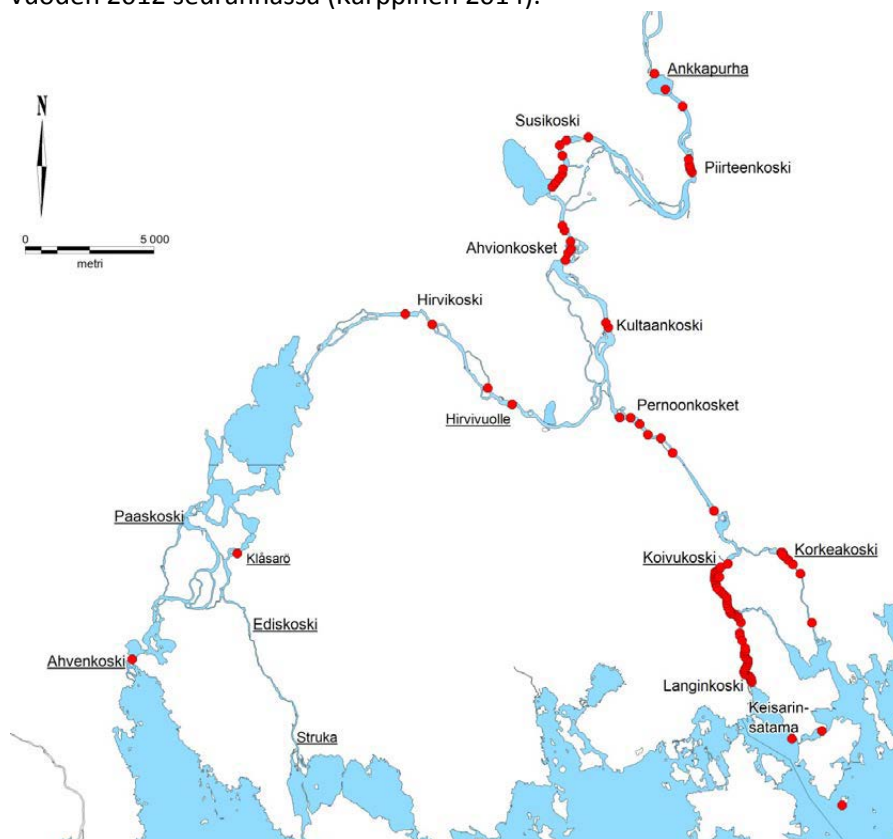 vuoden 2012 seurannassa (Karppinen 2014).
Ankkapurha
N
Susikoski
Piirteenkoski
0 5 000
metri
Ahvionkosket
Hirvikoski
Kultaankoski
Pernoonkosket
Hirvivuolle
Paaskoski
Klåsarö
Koivukoski
Korkeakoski
Ediskoski
Ahvenkoski
Langinkoski
Keisarin-
satama
Struka